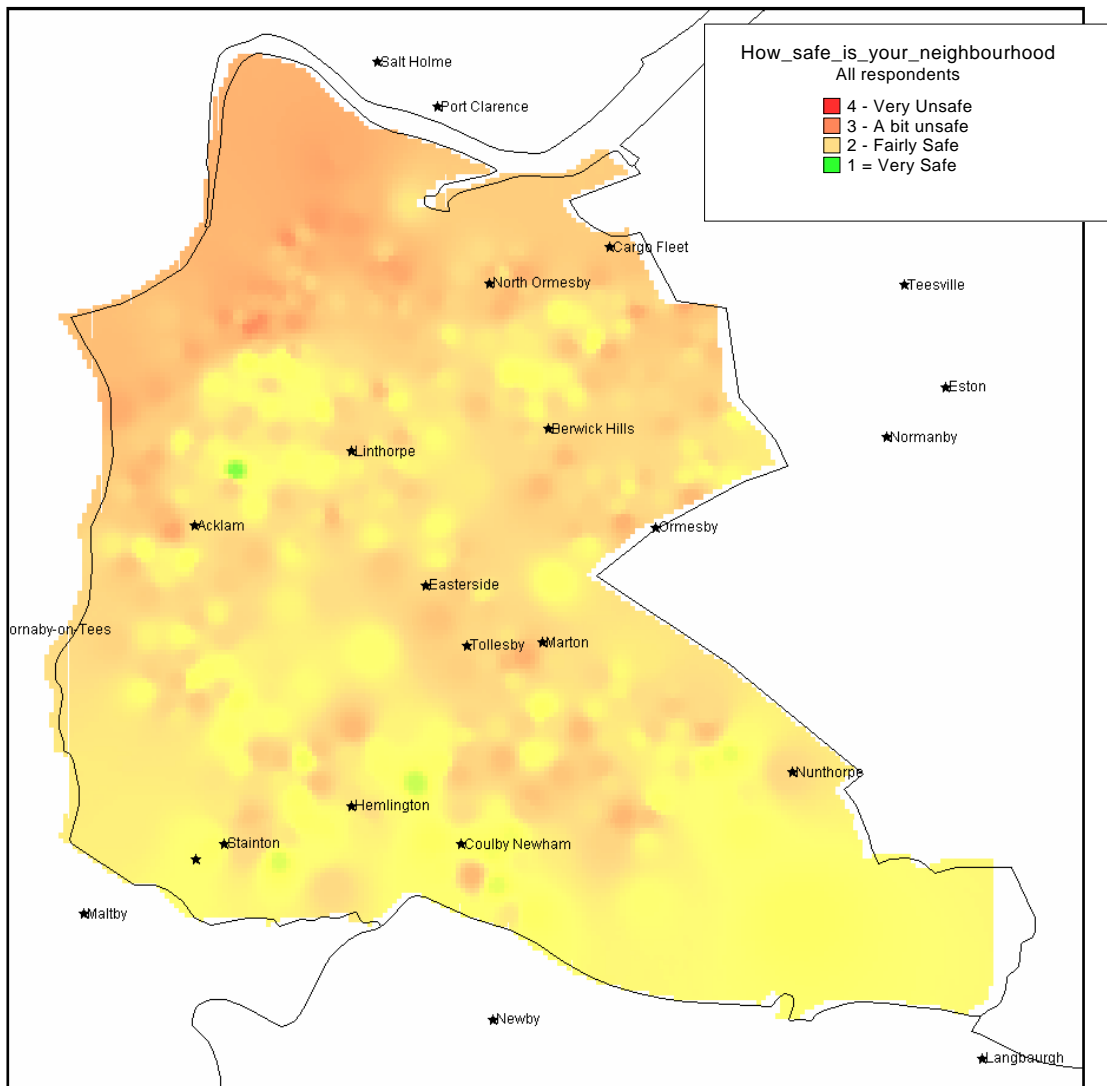 How_safe_is_your_neighbourhood
All respondents
4 - Very Unsafe
3 - A bit unsafe
2 - Fairly Safe
1 = Very Safe
Salt Holme
Port Clarence
Cargo Fleet
North Ormesby
Teesville
Eston
Berwick Hills
Normanby
Linthorpe
Acklam
Ormesby
Easterside
ornaby-on-Tees
Tollesby
Marton
Nunthorpe
Hemlington
Stainton
Coulby Newham
Maltby
Newby
Langbaurgh